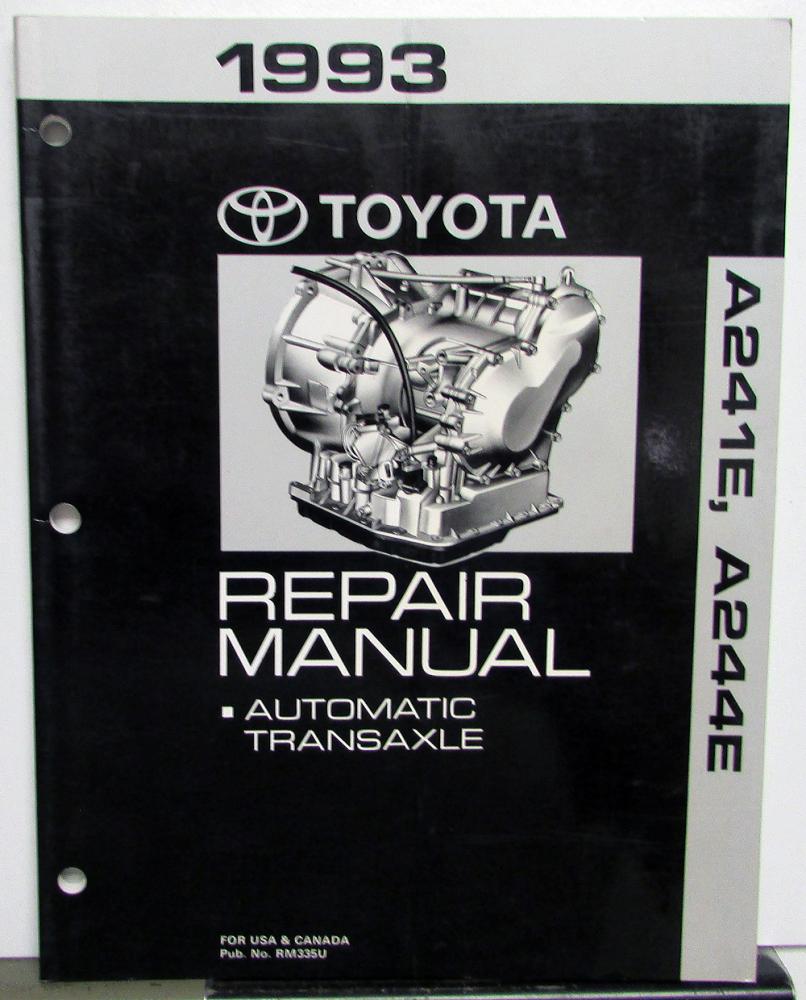 1993
TOYOTA
A241E, A244E
REPAIR
MANUAL
▪ AUTOMATIC
TRANSAXLE
FOR USA & CANADA
Pub. No. RM335U